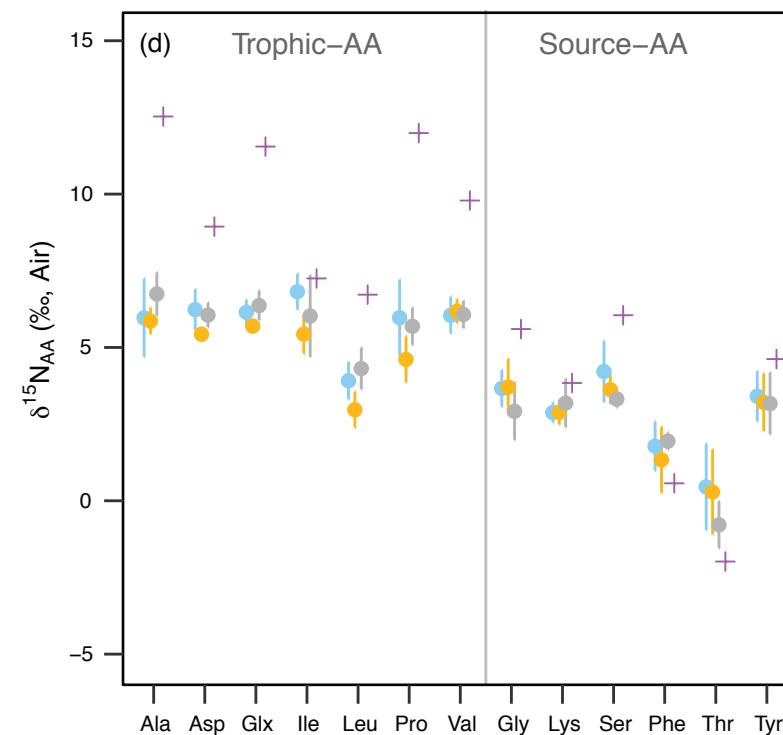 (d) Trophic−AA Source−AA
δ¹⁵N_AA (‰, Air)
15
10
5
0
−5
Ala Asp Glx Ile Leu Pro Val Gly Lys Ser Phe Thr Tyr